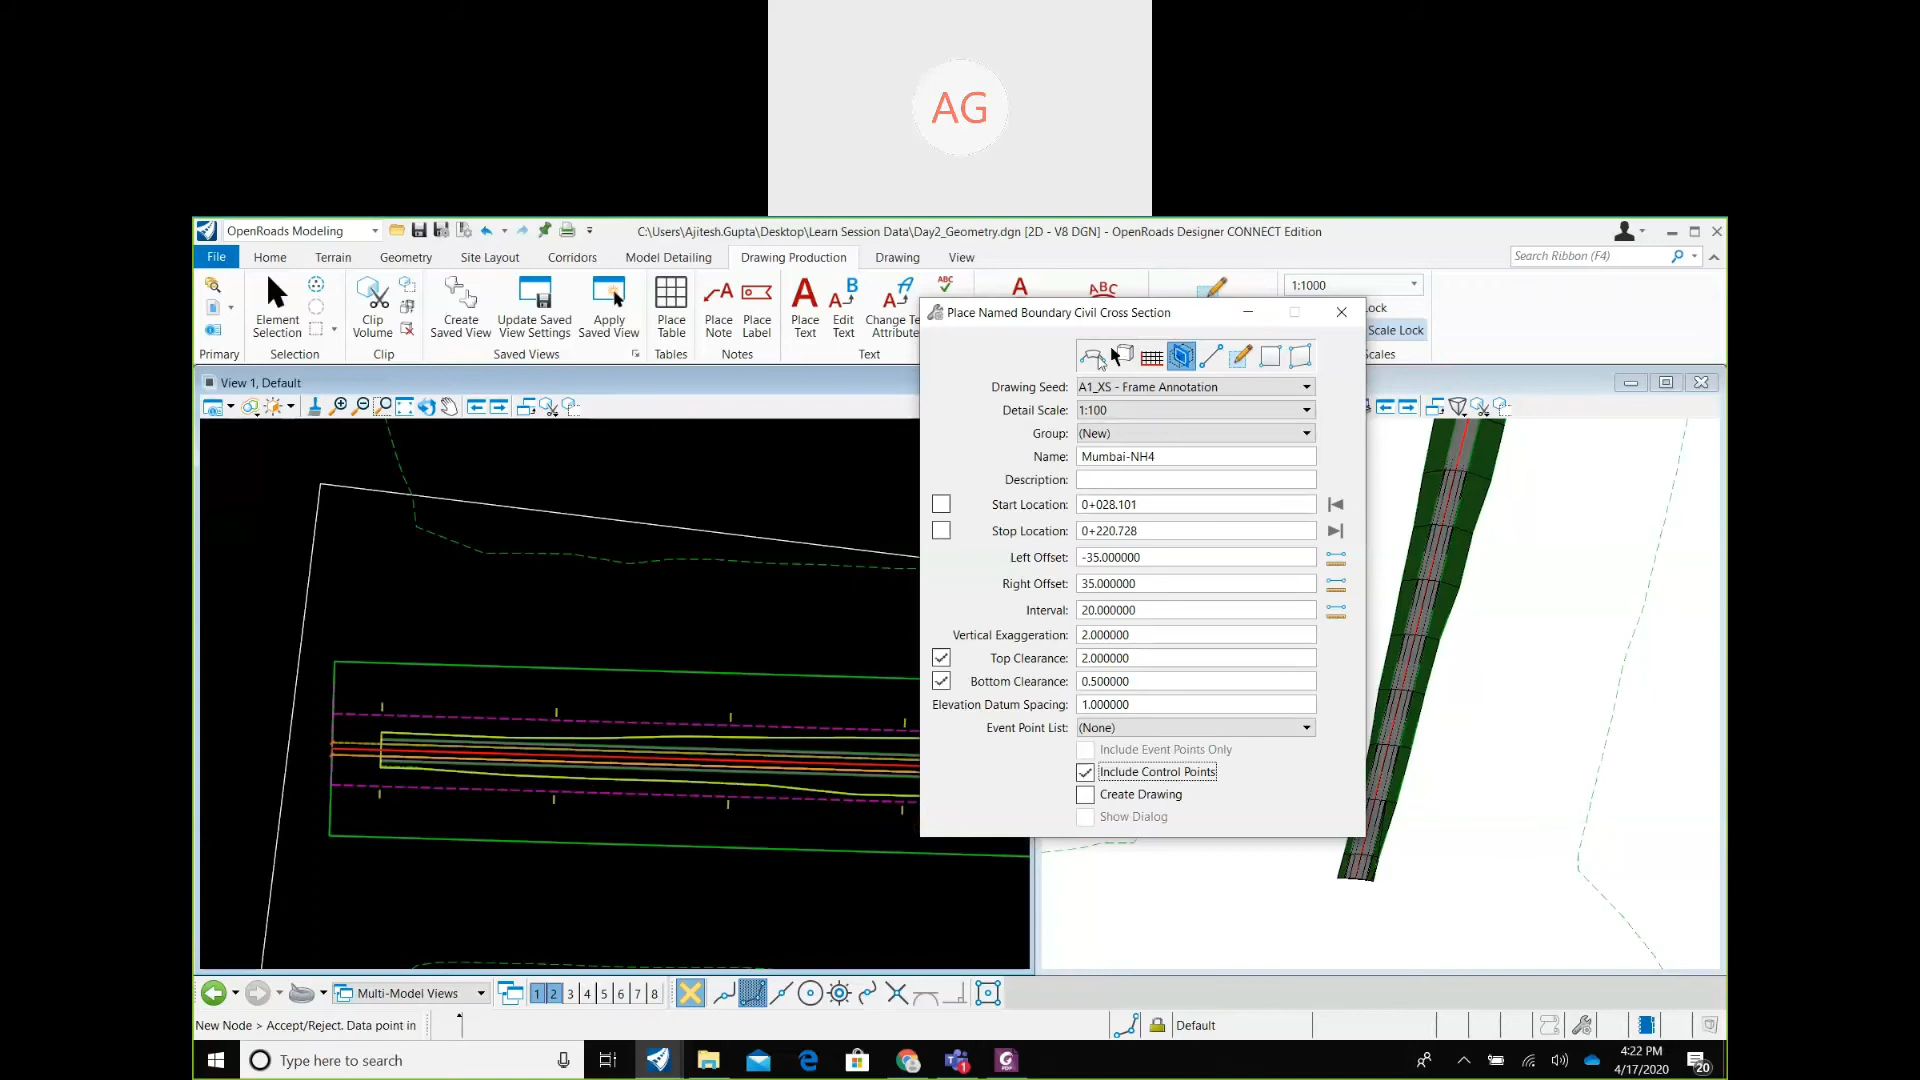 AG
OpenRoads Modeling
C:\Users\Ajitesh.Gupta\Desktop\Learn Session Data\Day2_Geometry.dgn [2D - V8 DGN] - OpenRoads Designer CONNECT Edition
File Home Terrain Geometry Site Layout Corridors Model Detailing Drawing Production Drawing View
Search Ribbon (F4)
Element Selection
Clip Volume
Create Saved View
Update Saved View Settings
Apply Saved View
Place Table
Place Note
Place Label
Place Text
Edit Text
Change Te
Attribute
ABC
ABC
1:1000
ock
Scale Lock
Primary Selection Clip Saved Views Tables Notes Text
cales
View 1, Default
Place Named Boundary Civil Cross Section
Drawing Seed: A1_XS - Frame Annotation
Detail Scale: 1:100
Group: (New)
Name: Mumbai-NH4
Description:
Start Location: 0+028.101
Stop Location: 0+220.728
Left Offset: -35.000000
Right Offset: 35.000000
Interval: 20.000000
Vertical Exaggeration: 2.000000
Top Clearance: 2.000000
Bottom Clearance: 0.500000
Elevation Datum Spacing: 1.000000
Event Point List: (None)
Include Event Points Only
Include Control Points
Create Drawing
Show Dialog
Multi-Model Views
1 2 3 4 5 6 7 8
New Node > Accept/Reject. Data point in
Default
Type here to search
4:22 PM
4/17/2020
20